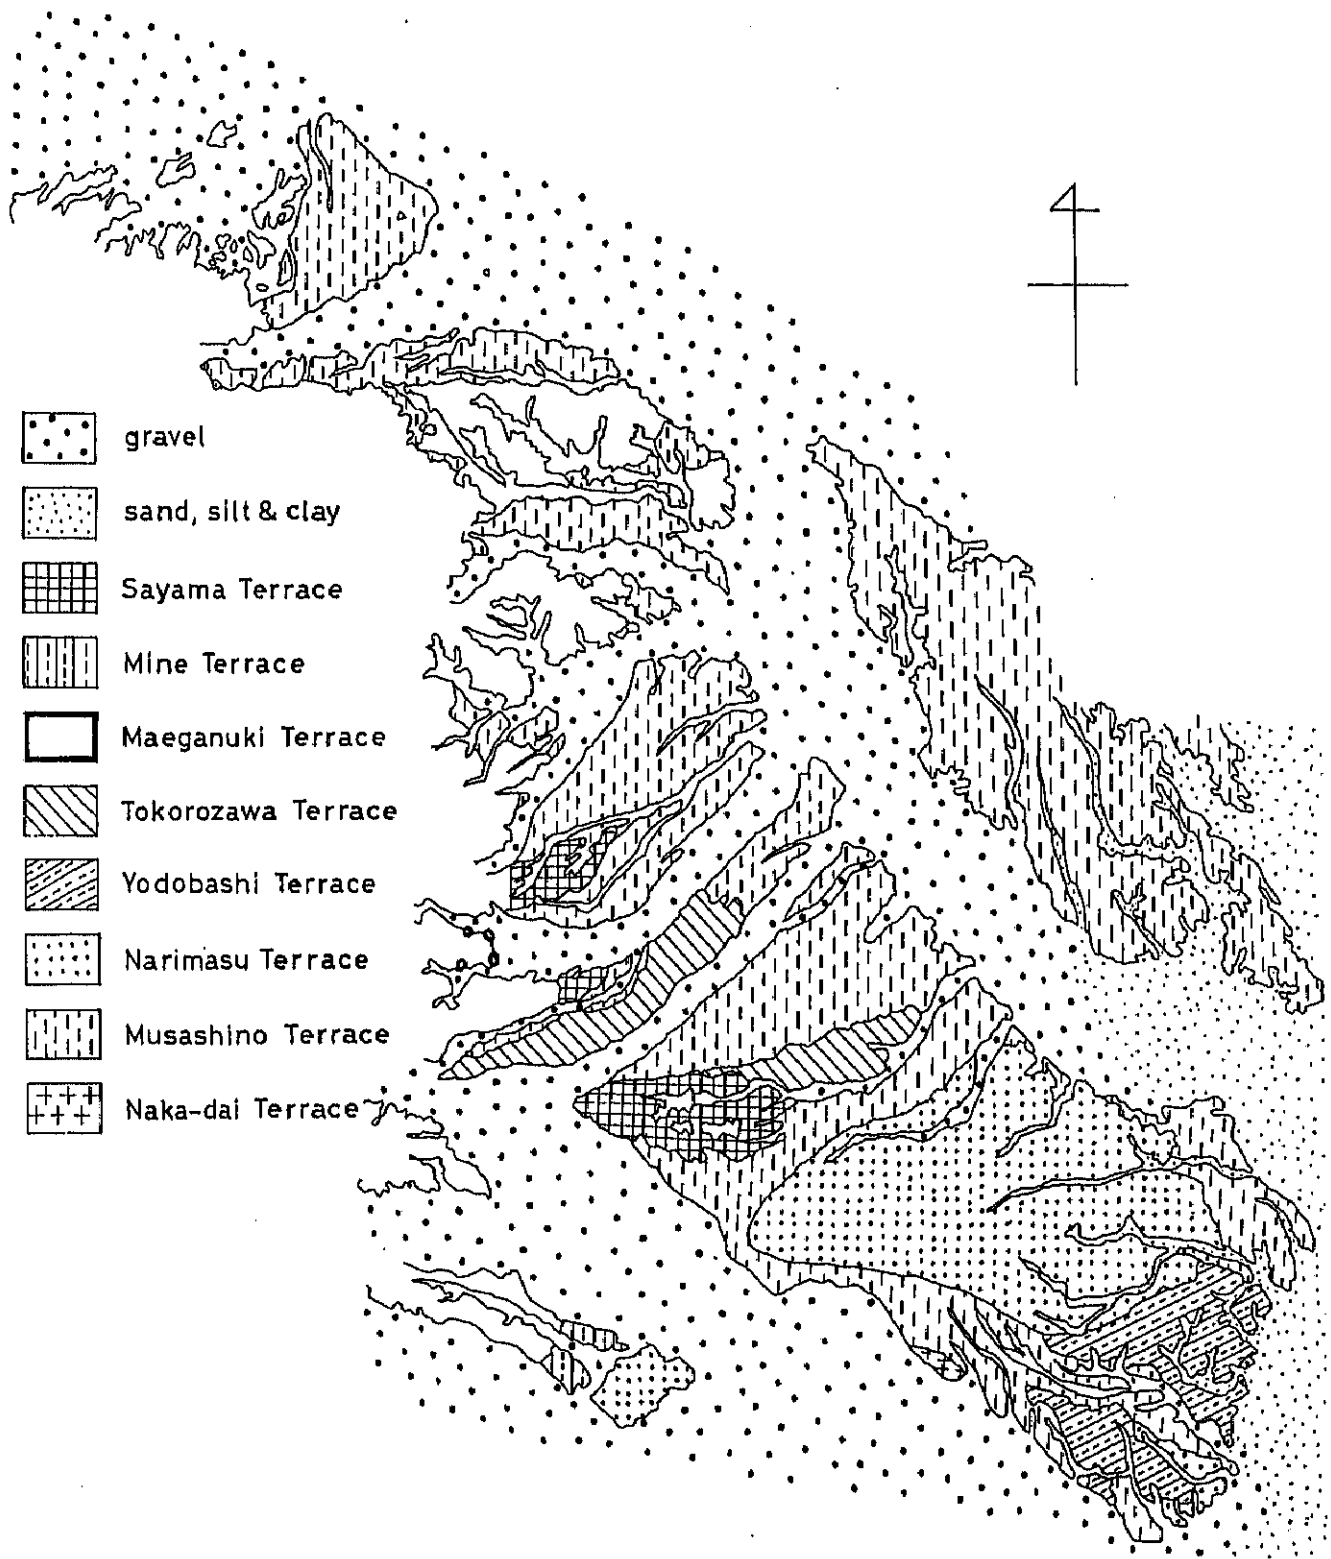 gravel
sand, silt & clay
Sayama Terrace
Mine Terrace
Maeganuki Terrace
Tokorozawa Terrace
Yodobashi Terrace
Narimasu Terrace
Musashino Terrace
Naka-dai Terrace